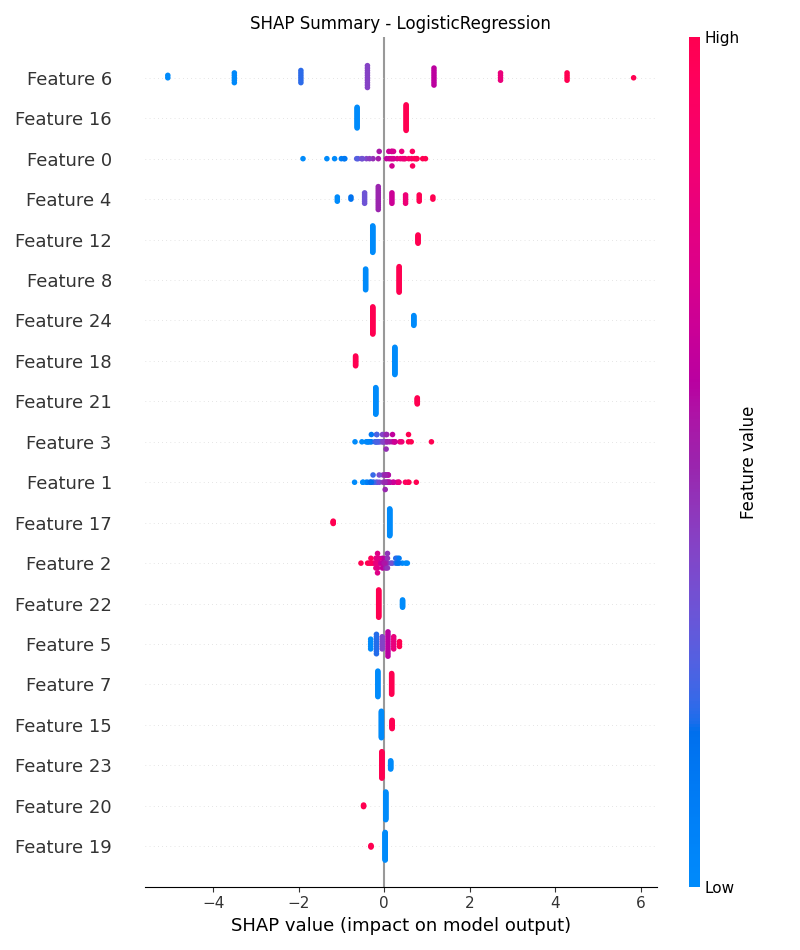 SHAP Summary - LogisticRegression
High
Feature 6
Feature 16
Feature 0
Feature 4
Feature 12
Feature 8
Feature 24
Feature 18
Feature 21
Feature 3
Feature 1
Feature 17
Feature 2
Feature 22
Feature 5
Feature 7
Feature 15
Feature 23
Feature 20
Feature 19
Feature value
Low
−4 −2 0 2 4 6
SHAP value (impact on model output)